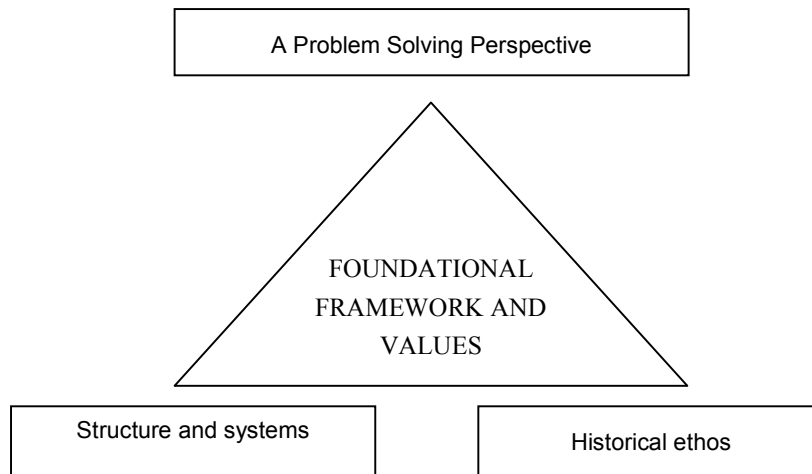 A Problem Solving Perspective
FOUNDATIONAL
FRAMEWORK AND
VALUES
Structure and systems
Historical ethos